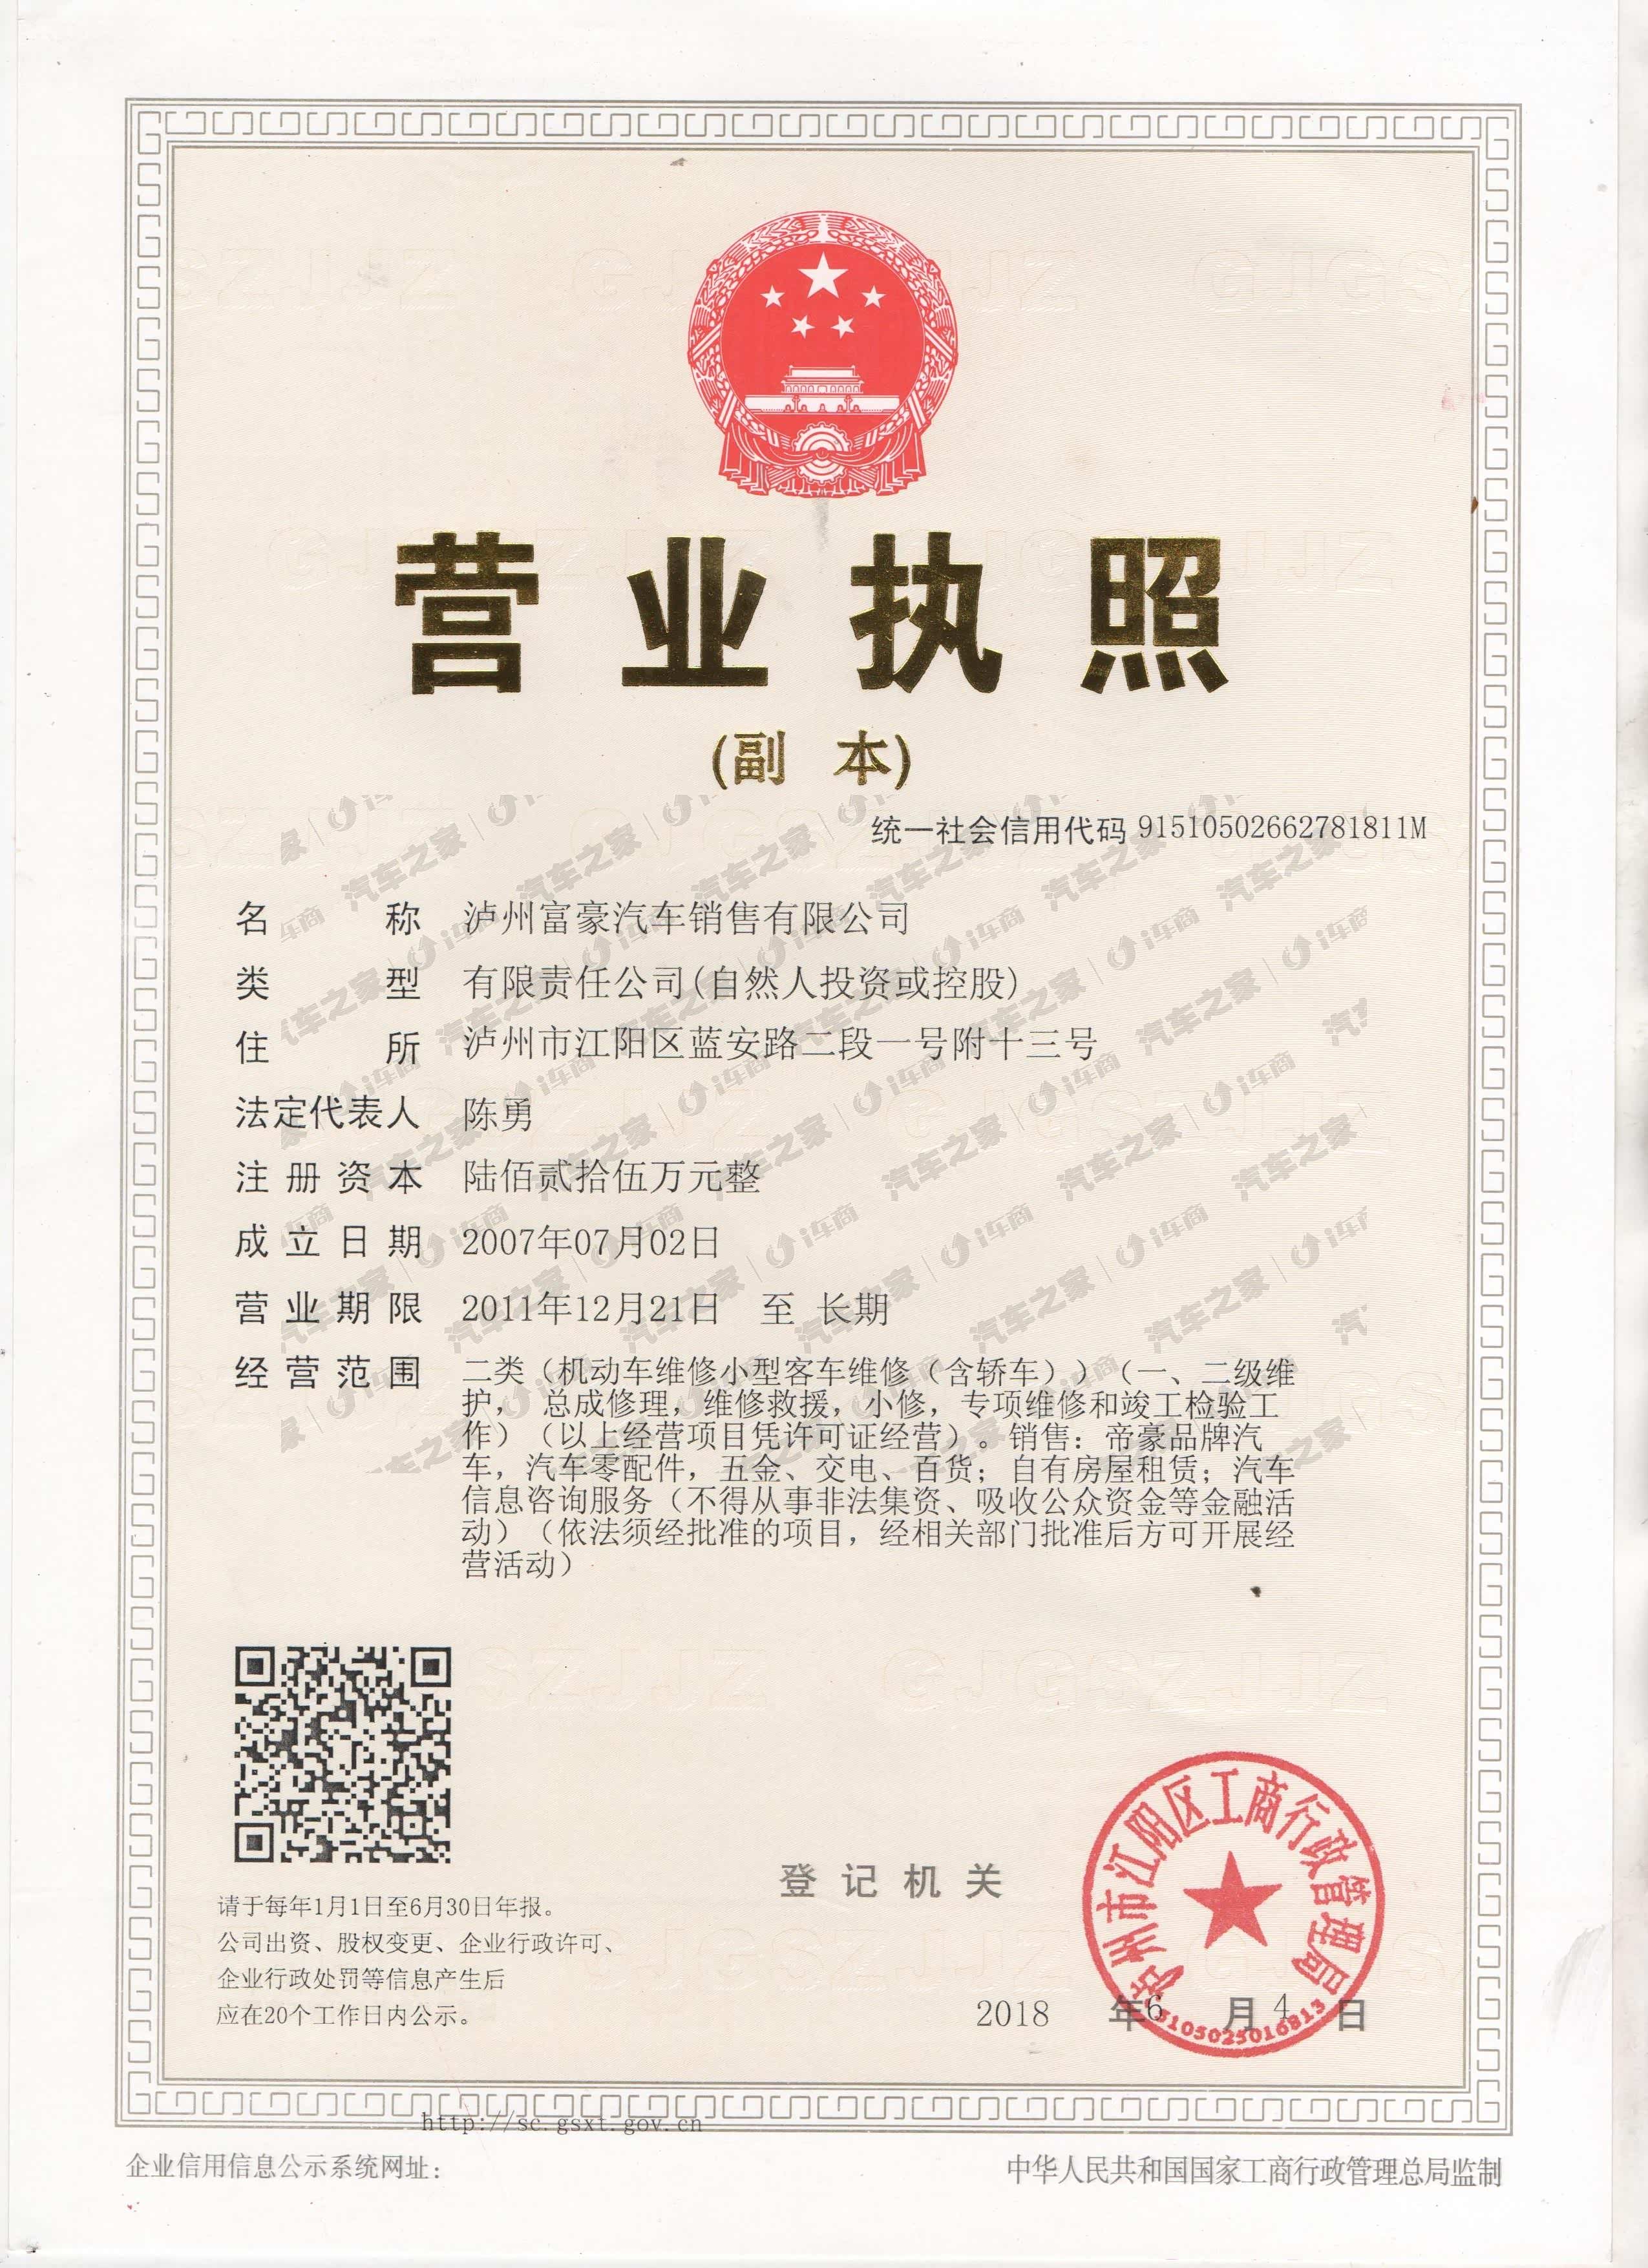 营业执照
(副 本)
统一社会信用代码 91510502662781811M
名 称 泸州富豪汽车销售有限公司
类 型 有限责任公司(自然人投资或控股)
住 所 泸州市江阳区蓝安路二段一号附十三号
法定代表人 陈勇
注册资本 陆佰贰拾伍万元整
成立日期 2007年07月02日
营业期限 2011年12月21日 至 长期
经营范围 二类（机动车维修小型客车维修（含轿车））（一、二级维
护， 总成修理，维修救援，小修，专项维修和竣工检验工
作）（以上经营项目凭许可证经营）。销售：帝豪品牌汽
车，汽车零配件，五金、交电、百货；自有房屋租赁；汽车
信息咨询服务（不得从事非法集资、吸收公众资金等金融活
动）（依法须经批准的项目，经相关部门批准后方可开展经
营活动）
登记机关
泸州市江阳区工商行政管理局
5105025016813
请于每年1月1日至6月30日年报。
公司出资、股权变更、企业行政许可、
企业行政处罚等信息产生后
应在20个工作日内公示。
2018 年6 月4 日
http://sc.gsxt.gov.cn
企业信用信息公示系统网址：
中华人民共和国国家工商行政管理总局监制
汽车之家 | i车商